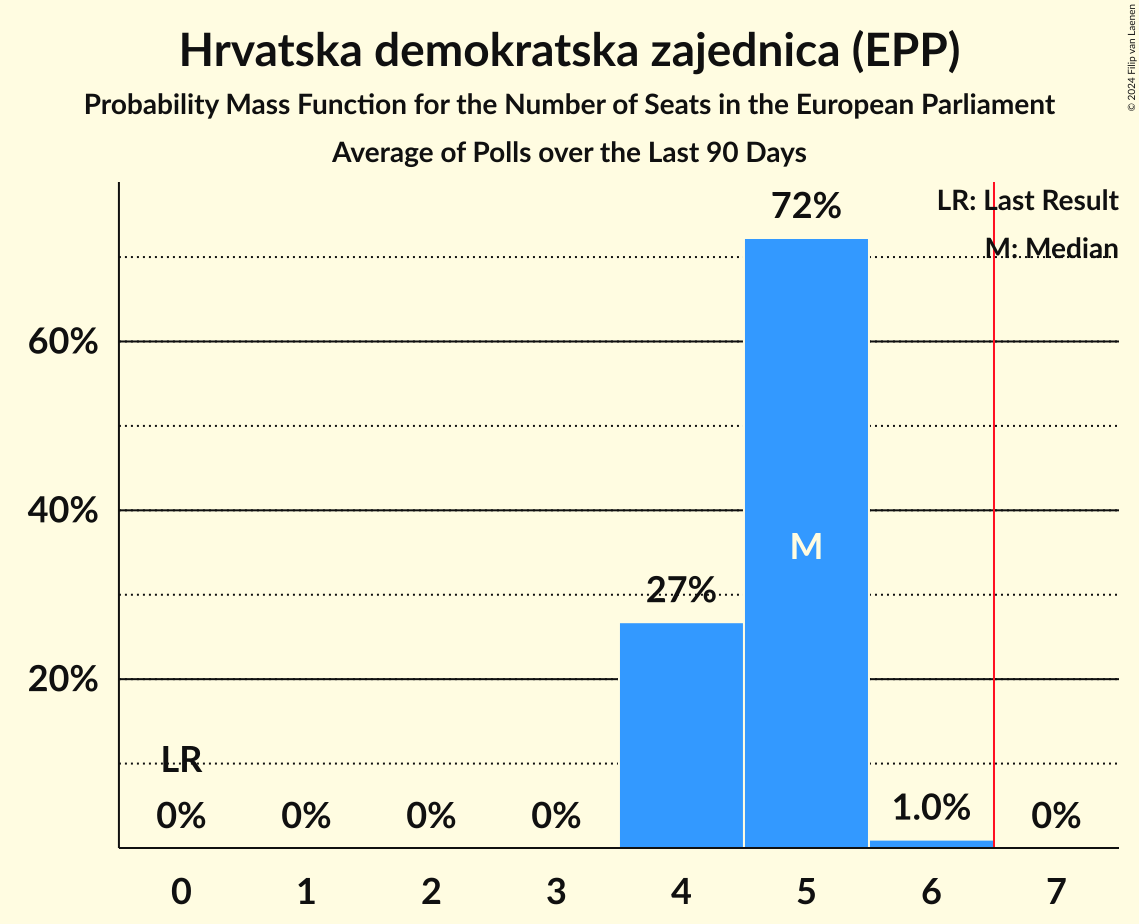 Hrvatska demokratska zajednica (EPP)
Probability Mass Function for the Number of Seats in the European Parliament
Average of Polls over the Last 90 Days
© 2024 Filip van Laenen
LR: Last Result
M: Median
72%
60%
40%
M
27%
20%
LR
0% 0% 0% 0% 1.0% 0%
0 1 2 3 4 5 6 7